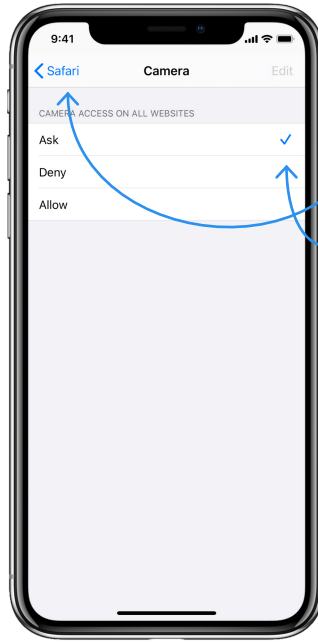 9:41
Safari Camera Edit
CAMERA ACCESS ON ALL WEBSITES
Ask
Deny
Allow